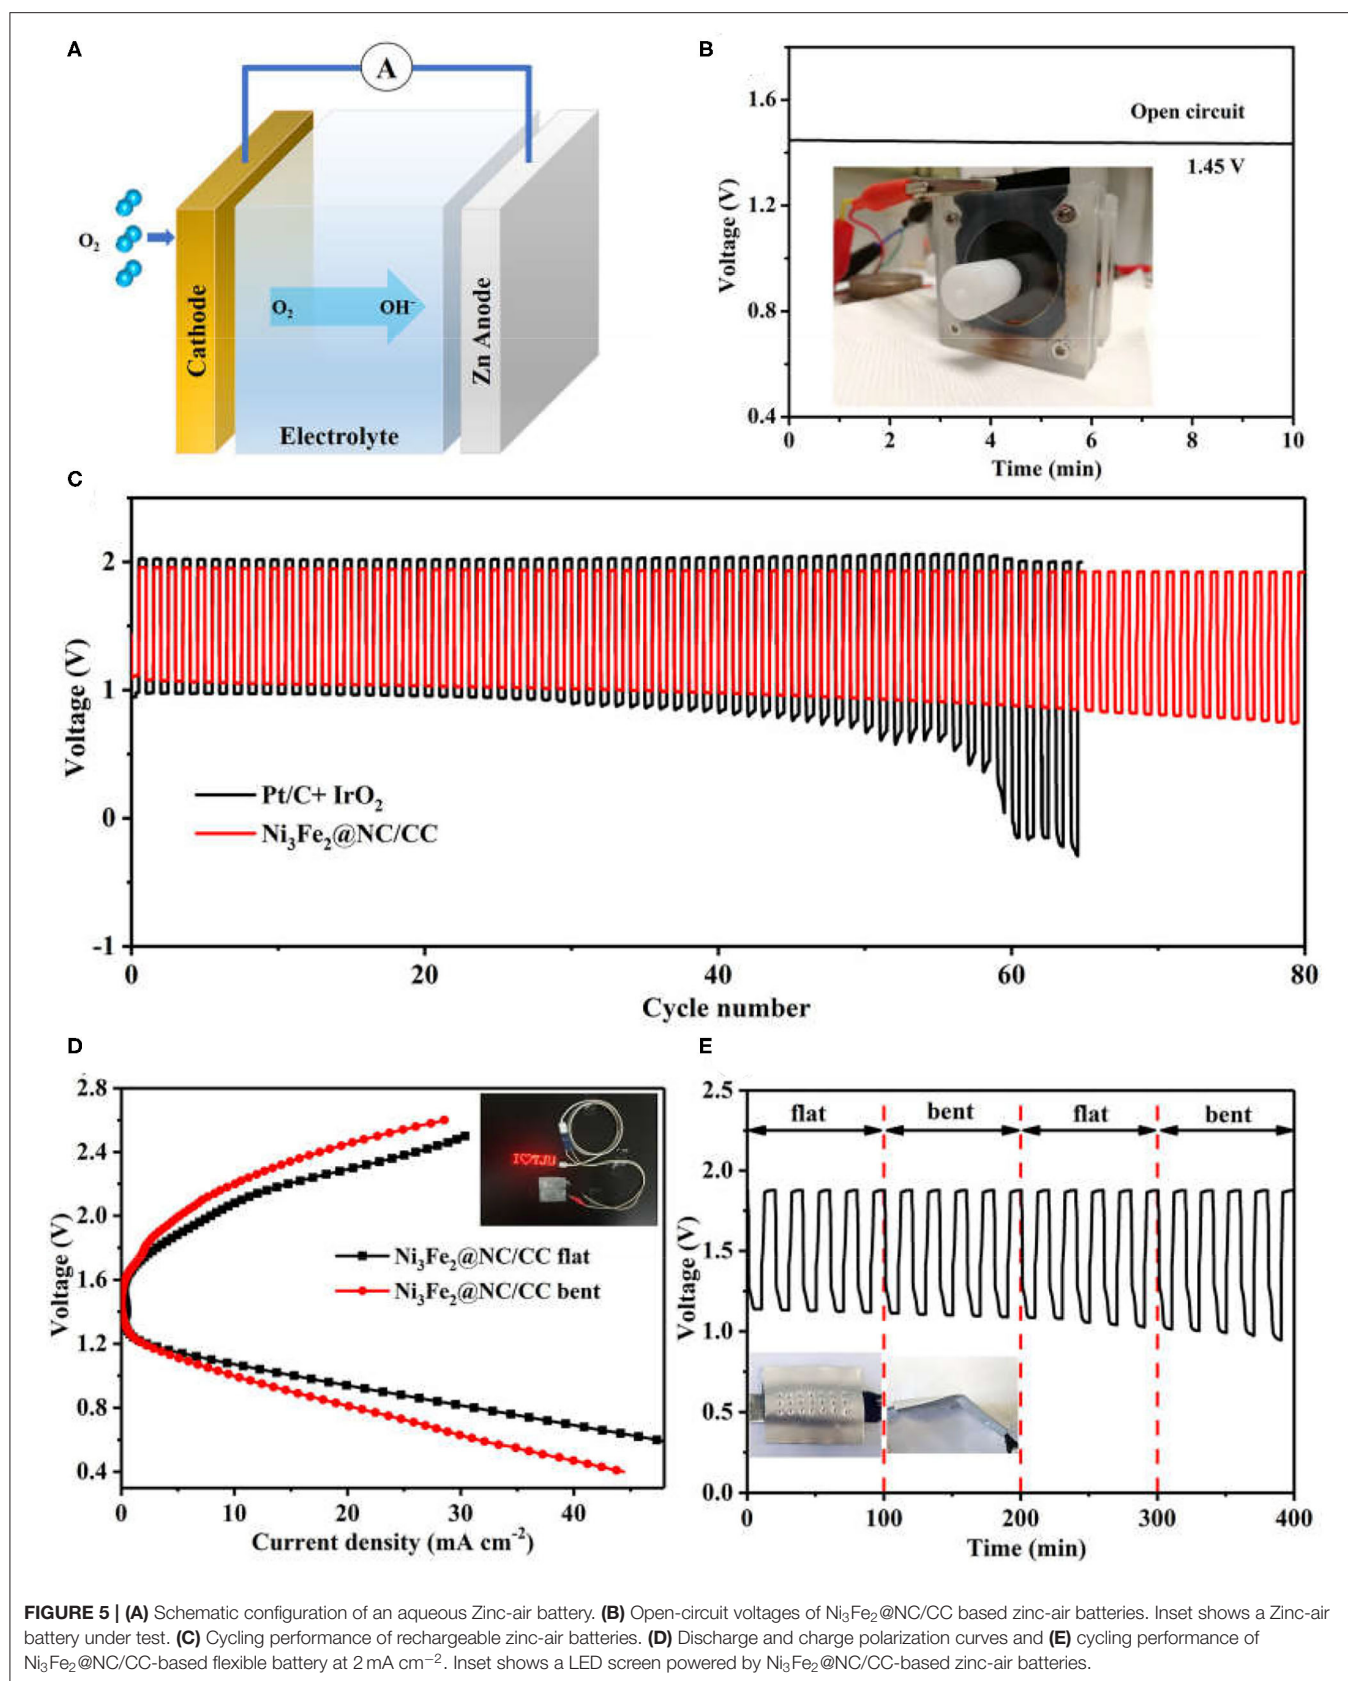 A
A
O₂
Cathode
O₂
OH⁻
Zn Anode
Electrolyte
B
Voltage (V)
1.6
1.2
0.8
0.4
Open circuit
1.45 V
0 2 4 6 8 10
Time (min)
C
Voltage (V)
2
1
0
-1
Pt/C+ IrO₂
Ni₃Fe₂@NC/CC
0 20 40 60 80
Cycle number
D
Voltage (V)
2.8
2.4
2.0
1.6
1.2
0.8
0.4
I♡TJU
Ni₃Fe₂@NC/CC flat
Ni₃Fe₂@NC/CC bent
0 10 20 30 40
Current density (mA cm⁻²)
E
Voltage (V)
2.5
2.0
1.5
1.0
0.5
0.0
flat bent flat bent
0 100 200 300 400
Time (min)
FIGURE 5 | (A) Schematic configuration of an aqueous Zinc-air battery. (B) Open-circuit voltages of Ni₃Fe₂@NC/CC based zinc-air batteries. Inset shows a Zinc-air
battery under test. (C) Cycling performance of rechargeable zinc-air batteries. (D) Discharge and charge polarization curves and (E) cycling performance of
Ni₃Fe₂@NC/CC-based flexible battery at 2 mA cm⁻². Inset shows a LED screen powered by Ni₃Fe₂@NC/CC-based zinc-air batteries.